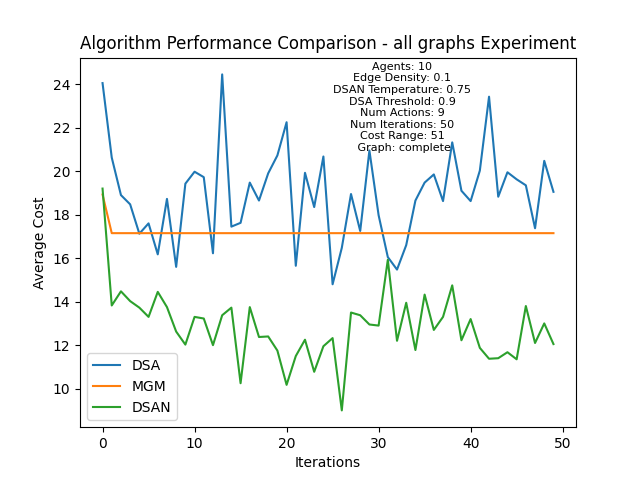 Algorithm Performance Comparison - all graphs Experiment
Agents: 10
Edge Density: 0.1
DSAN Temperature: 0.75
DSA Threshold: 0.9
Num Actions: 9
Num Iterations: 50
Cost Range: 51
Graph: complete
Average Cost
24
22
20
18
16
14
12
10
DSA
MGM
DSAN
0
10
20
30
40
50
Iterations